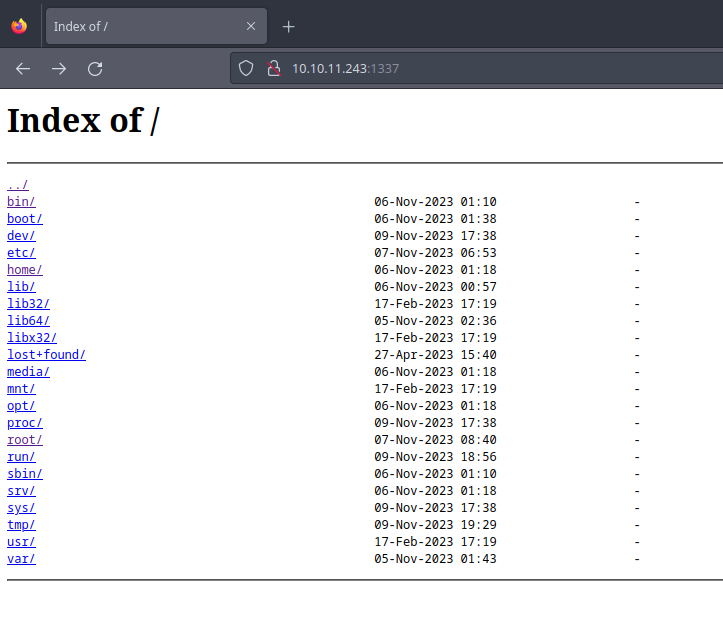 Index of /
10.10.11.243:1337
Index of /
../
bin/ 06-Nov-2023 01:10 -
boot/ 06-Nov-2023 01:38 -
dev/ 09-Nov-2023 17:38 -
etc/ 07-Nov-2023 06:53 -
home/ 06-Nov-2023 01:18 -
lib/ 06-Nov-2023 00:57 -
lib32/ 17-Feb-2023 17:19 -
lib64/ 05-Nov-2023 02:36 -
libx32/ 17-Feb-2023 17:19 -
lost+found/ 27-Apr-2023 15:40 -
media/ 06-Nov-2023 01:18 -
mnt/ 17-Feb-2023 17:19 -
opt/ 06-Nov-2023 01:18 -
proc/ 09-Nov-2023 17:38 -
root/ 07-Nov-2023 08:40 -
run/ 09-Nov-2023 18:56 -
sbin/ 06-Nov-2023 01:10 -
srv/ 06-Nov-2023 01:18 -
sys/ 09-Nov-2023 17:38 -
tmp/ 09-Nov-2023 19:29 -
usr/ 17-Feb-2023 17:19 -
var/ 05-Nov-2023 01:43 -